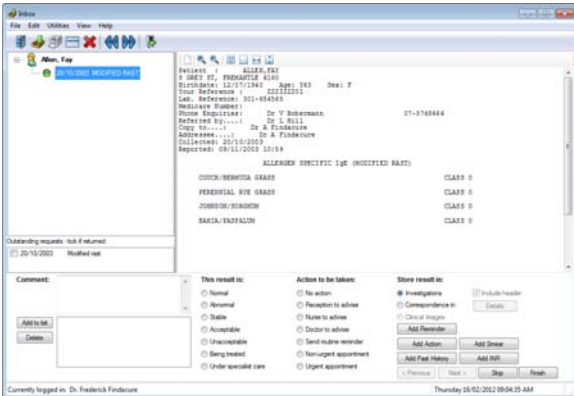 Inbox
File Edit Utilities View Help
Allen, Fay
20/10/2003 MODIFIED RAST
Patient : ALLEN,FAY
8 GREY ST, FREMANTLE 6160
Birthdate: 12/07/1940 Age: Y63 Sex: F
Your Reference : ZZZZZZ01
Lab. Reference: 301-654565
Medicare Number:
Phone Enquiries: Dr V Bobermann 07-3768664
Referred by....: Dr L Hill
Copy to....: Dr A Findacure
Addressee....: Dr A Findacure
Collected: 20/10/2003
Reported: 09/11/2003 10:59
ALLERGEN SPECIFIC IgE (MODIFIED RAST)
COUCH/BERMUDA GRASS CLASS 0
PERENNIAL RYE GRASS CLASS 0
JOHNSON/SORGHUM CLASS 0
BAHIA/PASPALUM CLASS 0
Outstanding requests - tick if returned:
20/10/2003 Modified rast
Comment:
Add to list
Delete
This result is:
Normal
Abnormal
Stable
Acceptable
Unacceptable
Being treated
Under specialist care
Action to be taken:
No action
Reception to advise
Nurse to advise
Doctor to advise
Send routine reminder
Non-urgent appointment
Urgent appointment
Store result in:
Investigations Include header
Correspondence in Details
Clinical Images
Add Reminder
Add Action Add Smear
Add Past History Add INR
< Previous Next > Skip Finish
Currently logged in: Dr. Frederick Findacure Thursday 16/02/2012 09:04:35 AM